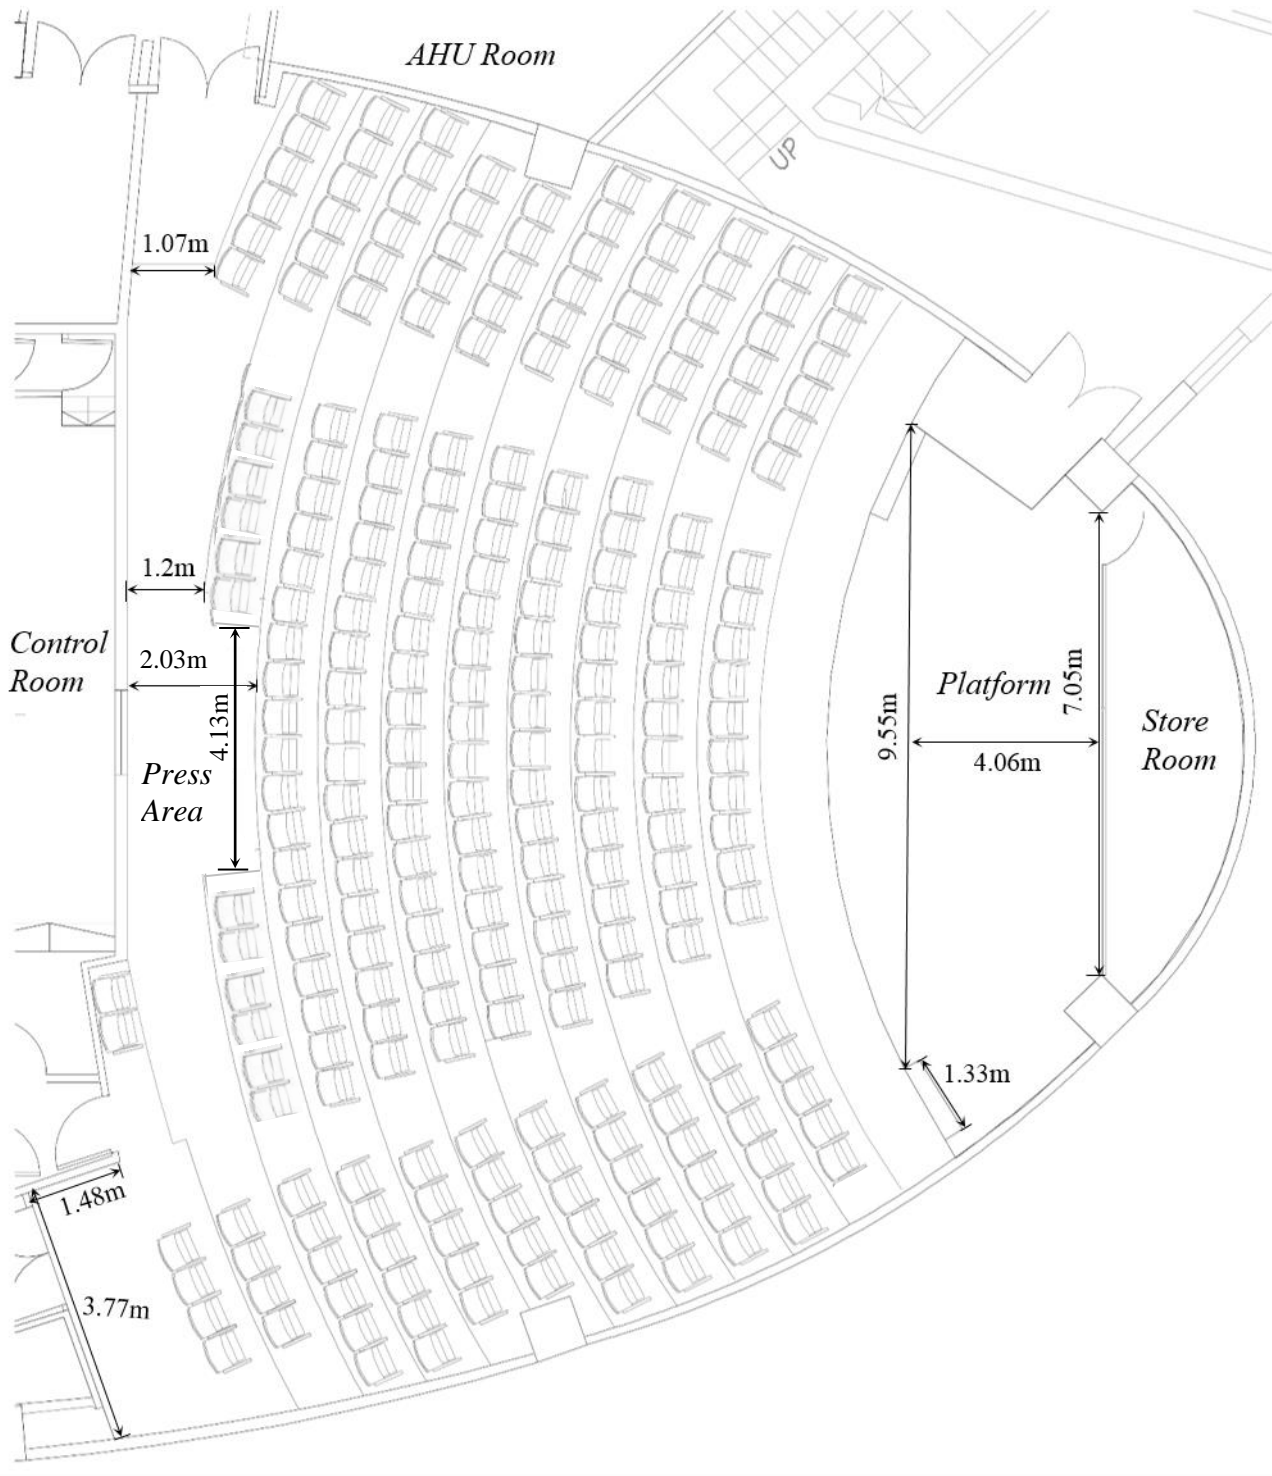 AHU Room
UP
1.07m
1.2m
Control
Room
2.03m
4.13m
Press
Area
9.55m
Platform
7.05m
4.06m
Store
Room
1.33m
1.48m
3.77m